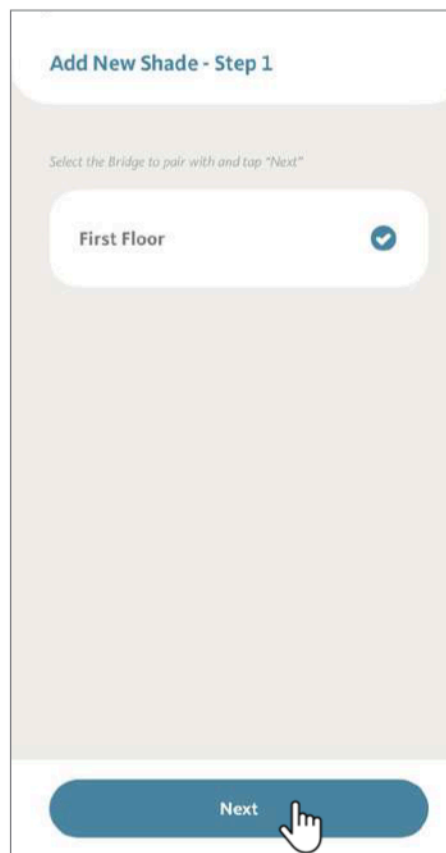 Add New Shade - Step 1
Select the Bridge to pair with and tap "Next"
First Floor
Next